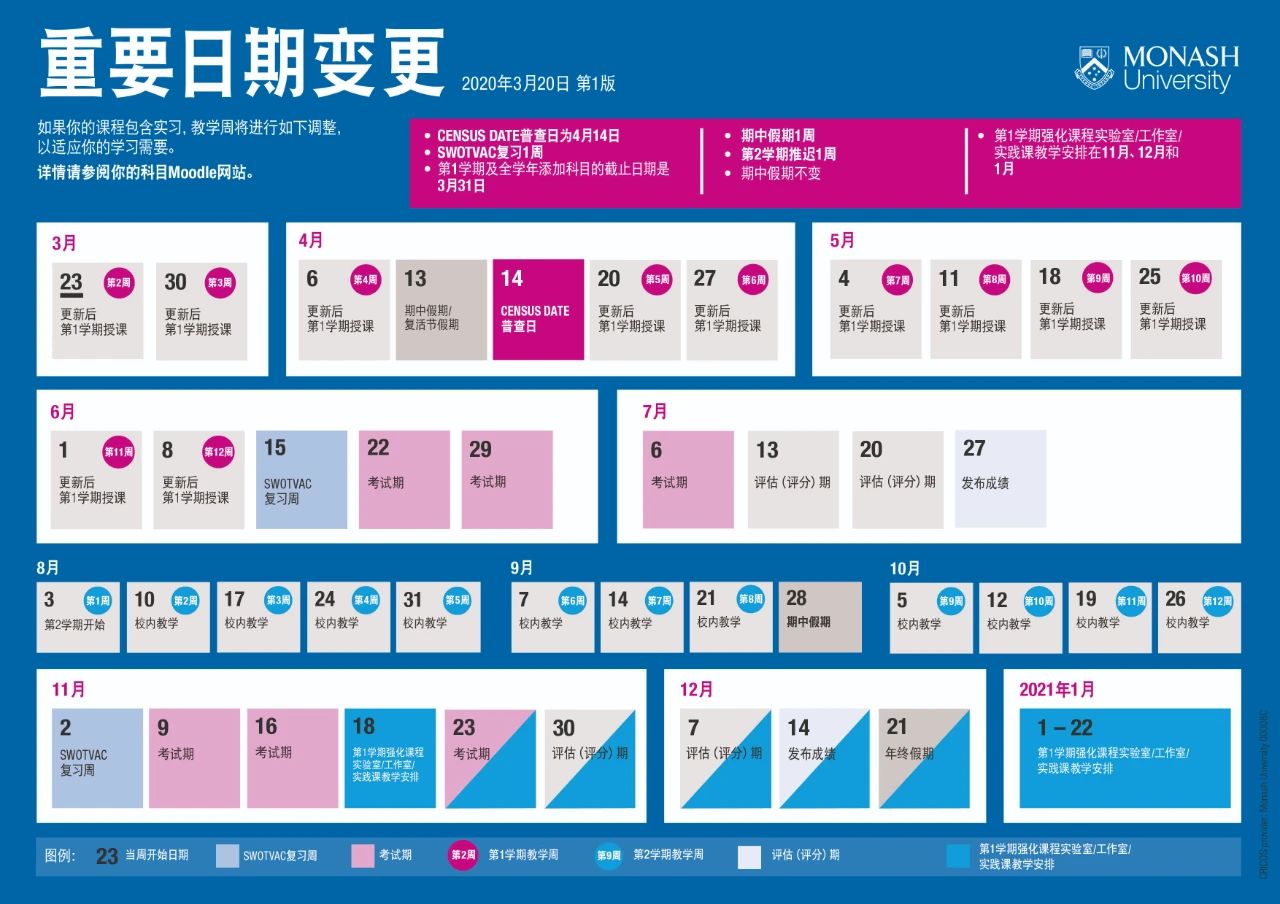 重要日期变更 2020年3月20日 第1版
MONASH
University
如果你的课程包含实习, 教学周将进行如下调整,
以适应你的学习需要。
详情请参阅你的科目Moodle网站。
• CENSUS DATE普查日为4月14日
• SWOTVAC复习1周
• 第1学期及全学年添加科目的截止日期是
3月31日
• 期中假期1周
• 第2学期推迟1周
• 期中假期不变
• 第1学期强化课程实验室/工作室/
实践课教学安排在11月、12月和
1月
3月
23 第2周
更新后
第1学期授课
30 第3周
更新后
第1学期授课
4月
6 第4周
更新后
第1学期授课
13
期中假期/
复活节假期
14
CENSUS DATE
普查日
20 第5周
更新后
第1学期授课
27 第6周
更新后
第1学期授课
5月
4 第7周
更新后
第1学期授课
11 第8周
更新后
第1学期授课
18 第9周
更新后
第1学期授课
25 第10周
更新后
第1学期授课
6月
1 第11周
更新后
第1学期授课
8 第12周
更新后
第1学期授课
15
SWOTVAC
复习周
22
考试期
29
考试期
7月
6
考试期
13
评估 (评分) 期
20
评估 (评分) 期
27
发布成绩
8月
3 第1周
第2学期开始
10 第2周
校内教学
17 第3周
校内教学
24 第4周
校内教学
31 第5周
校内教学
9月
7 第6周
校内教学
14 第7周
校内教学
21 第8周
校内教学
28
期中假期
10月
5 第9周
校内教学
12 第10周
校内教学
19 第11周
校内教学
26 第12周
校内教学
11月
2
SWOTVAC
复习周
9
考试期
16
考试期
18
第1学期强化课程
实验室/工作室/
实践课教学安排
23
考试期
30
评估 (评分) 期
12月
7
评估 (评分) 期
14
发布成绩
21
年终假期
2021年1月
1 – 22
第1学期强化课程实验室/工作室/
实践课教学安排
图例: 23 当周开始日期 SWOTVAC复习周 考试期 第2周 第1学期教学周 第9周 第2学期教学周 评估 (评分) 期 第1学期强化课程实验室/工作室/
实践课教学安排
CRICOS provider: Monash University 00008C